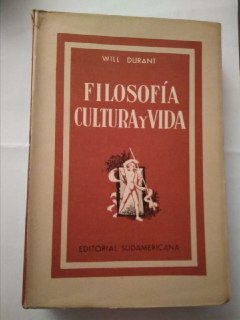 WILL DURANT
FILOSOFÍA
CULTURA Y VIDA
EDITORIAL SUDAMERICANA